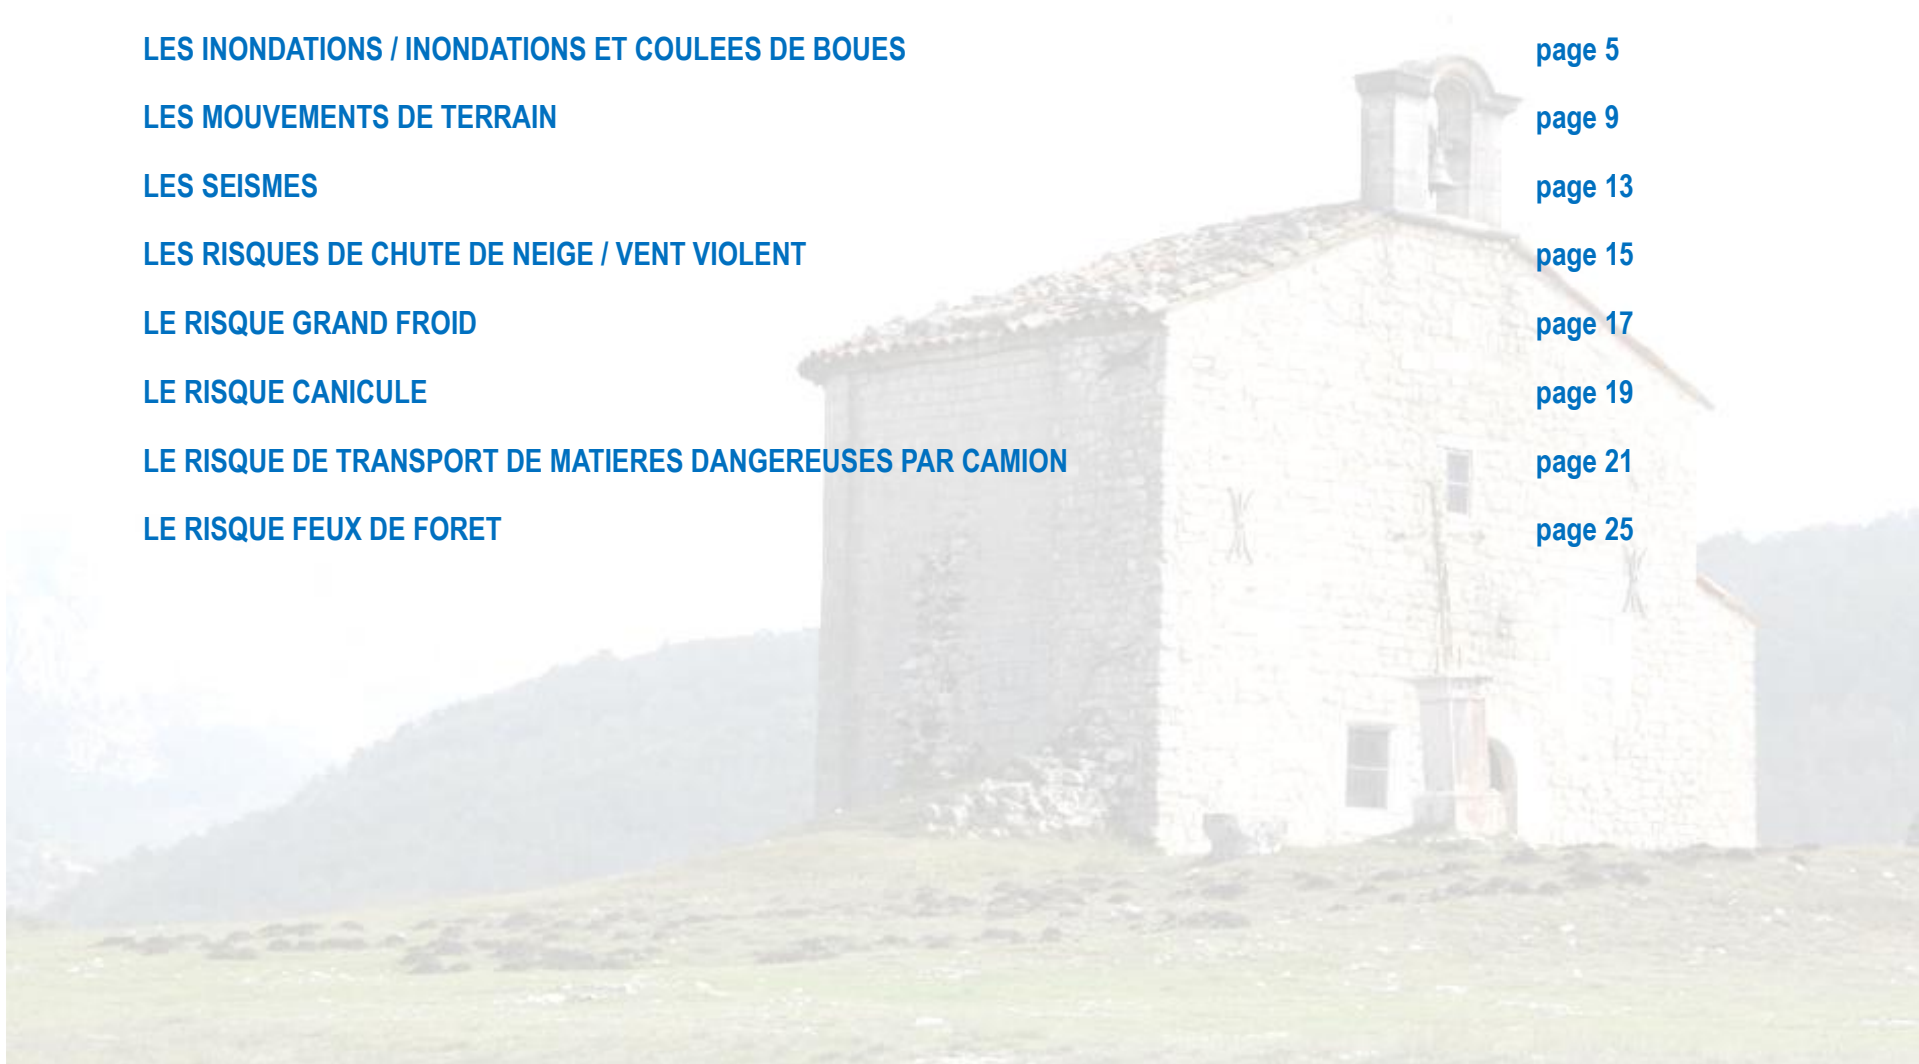 LES INONDATIONS / INONDATIONS ET COULEES DE BOUES page 5
LES MOUVEMENTS DE TERRAIN page 9
LES SEISMES page 13
LES RISQUES DE CHUTE DE NEIGE / VENT VIOLENT page 15
LE RISQUE GRAND FROID page 17
LE RISQUE CANICULE page 19
LE RISQUE DE TRANSPORT DE MATIERES DANGEREUSES PAR CAMION page 21
LE RISQUE FEUX DE FORET page 25